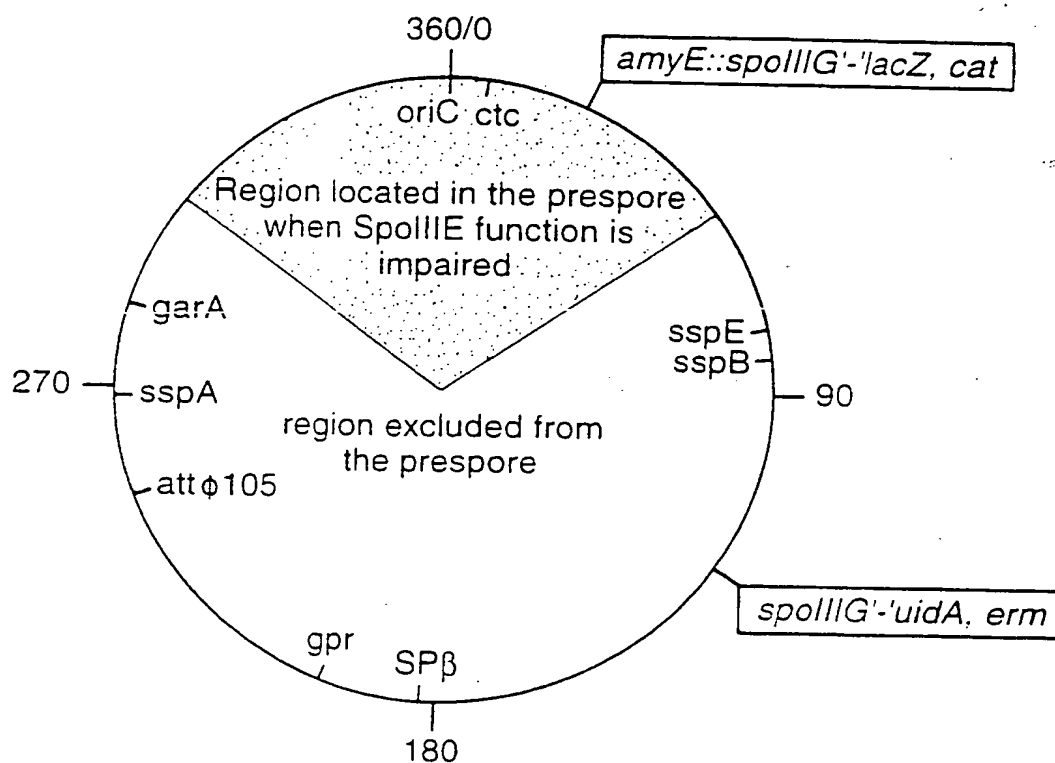 360/0
amyE::spoIIIG'-'lacZ, cat
oriC ctc
Region located in the prespore
when SpoIIIE function is
impaired
garA
sspE
sspB
270
sspA
90
region excluded from
the prespore
attϕ105
spoIIIG'-'uidA, erm
gpr
SPβ
180